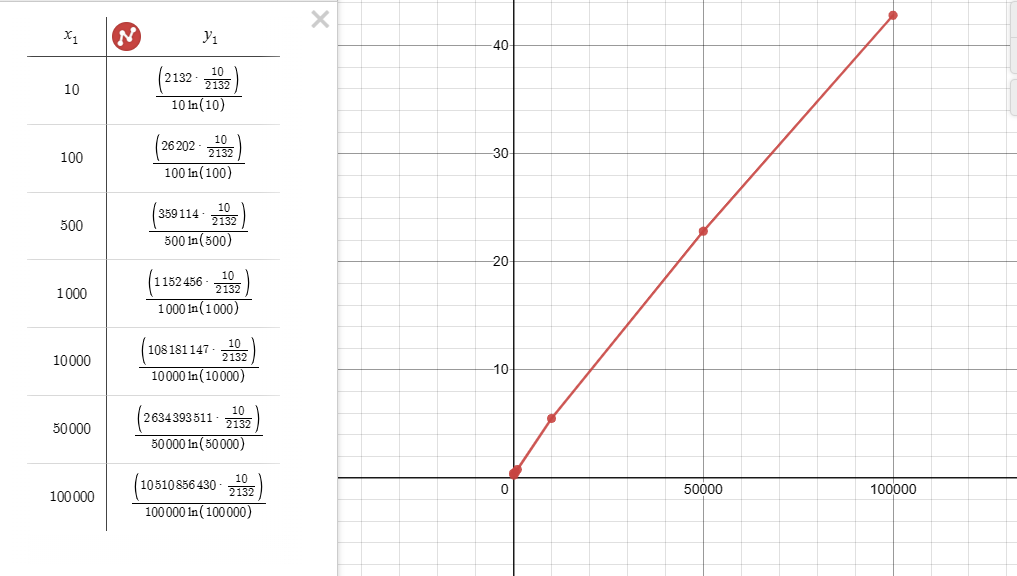 x₁ y₁
10 (2132 · 10/2132) / 10 ln(10)
100 (26202 · 10/2132) / 100 ln(100)
500 (359114 · 10/2132) / 500 ln(500)
1000 (1152456 · 10/2132) / 1000 ln(1000)
10000 (108181147 · 10/2132) / 10000 ln(10000)
50000 (2634393511 · 10/2132) / 50000 ln(50000)
100000 (10510856430 · 10/2132) / 100000 ln(100000)
40
30
20
10
0 50000 100000